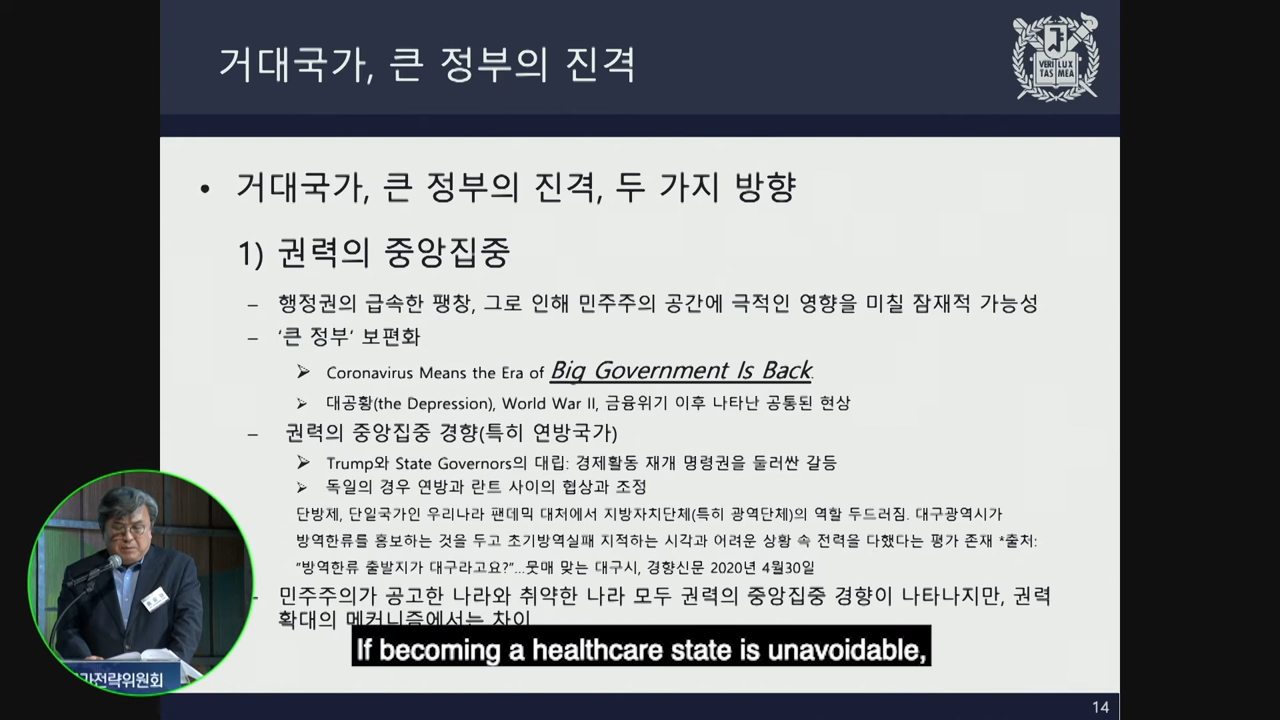 거대국가, 큰 정부의 진격
VERI LUX
TAS MEA
• 거대국가, 큰 정부의 진격, 두 가지 방향
1) 권력의 중앙집중
– 행정권의 급속한 팽창, 그로 인해 민주주의 공간에 극적인 영향을 미칠 잠재적 가능성
– ‘큰 정부‘ 보편화
➢ Coronavirus Means the Era of Big Government Is Back.
➢ 대공황(the Depression), World War II, 금융위기 이후 나타난 공통된 현상
– 권력의 중앙집중 경향(특히 연방국가)
➢ Trump와 State Governors의 대립: 경제활동 재개 명령권을 둘러싼 갈등
➢ 독일의 경우 연방과 란트 사이의 협상과 조정
단방제, 단일국가인 우리나라 팬데믹 대처에서 지방자치단체(특히 광역단체)의 역할 두드러짐. 대구광역시가
방역한류를 홍보하는 것을 두고 초기방역실패 지적하는 시각과 어려운 상황 속 전력을 다했다는 평가 존재 *출처:
“방역한류 출발지가 대구라고요?”…뭇매 맞는 대구시, 경향신문 2020년 4월30일
– 민주주의가 공고한 나라와 취약한 나라 모두 권력의 중앙집중 경향이 나타나지만, 권력
확대의 메커니즘에서는 차이
If becoming a healthcare state is unavoidable,
가전략위원회
14